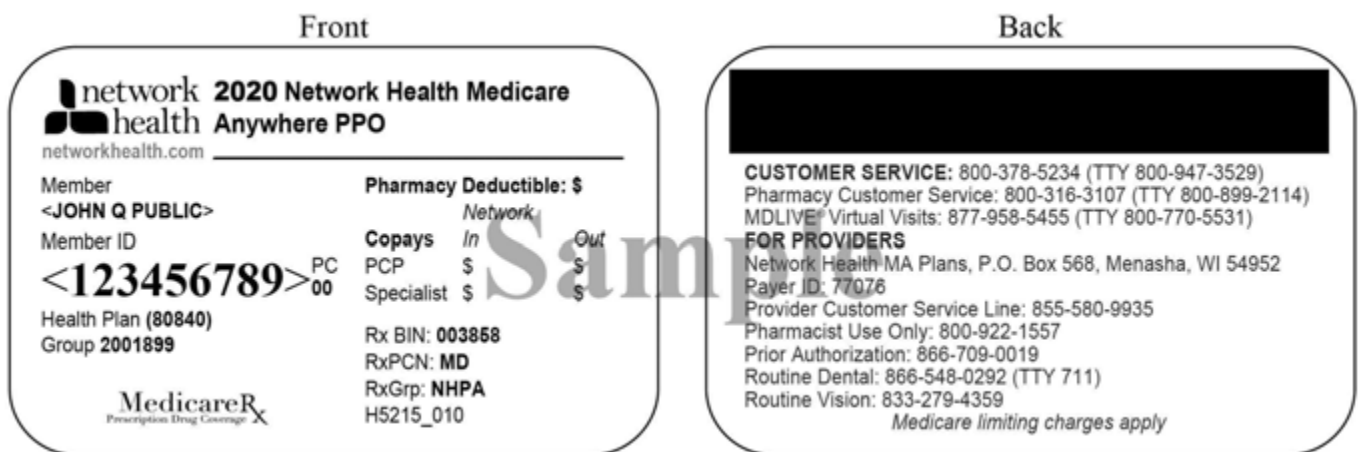 Front
network health
2020 Network Health Medicare
Anywhere PPO
networkhealth.com
Member
<JOHN Q PUBLIC>
Member ID
<123456789> PC 00
Health Plan (80840)
Group 2001899
MedicareRx
Prescription Drug Coverage
Pharmacy Deductible: $
Network
Copays In Out
PCP $ $
Specialist $ $
Rx BIN: 003858
RxPCN: MD
RxGrp: NHPA
H5215_010
Sample
Back
CUSTOMER SERVICE: 800-378-5234 (TTY 800-947-3529)
Pharmacy Customer Service: 800-316-3107 (TTY 800-899-2114)
MDLIVE® Virtual Visits: 877-958-5455 (TTY 800-770-5531)
FOR PROVIDERS
Network Health MA Plans, P.O. Box 568, Menasha, WI 54952
Payer ID: 77076
Provider Customer Service Line: 855-580-9935
Pharmacist Use Only: 800-922-1557
Prior Authorization: 866-709-0019
Routine Dental: 866-548-0292 (TTY 711)
Routine Vision: 833-279-4359
Medicare limiting charges apply